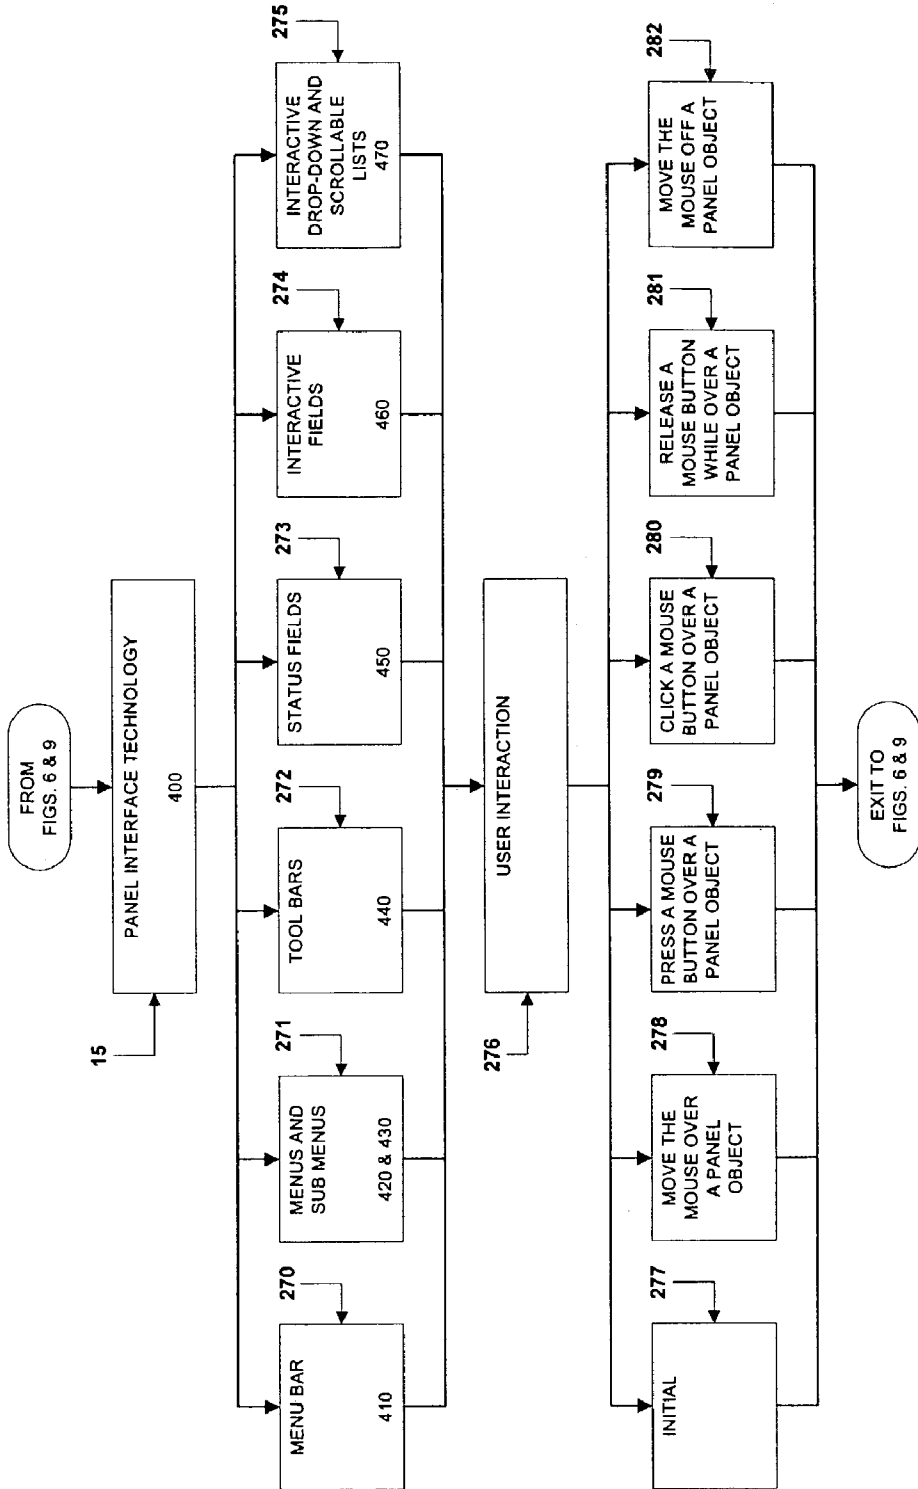 FROM
FIGS. 6 & 9
15
PANEL INTERFACE TECHNOLOGY
400
270
MENU BAR
410
271
MENUS AND
SUB MENUS
420 & 430
272
TOOL BARS
440
273
STATUS FIELDS
450
274
INTERACTIVE
FIELDS
460
275
INTERACTIVE
DROP-DOWN AND
SCROLLABLE
LISTS
470
276
USER INTERACTION
277
INITIAL
278
MOVE THE
MOUSE OVER
A PANEL
OBJECT
279
PRESS A MOUSE
BUTTON OVER A
PANEL OBJECT
280
CLICK A MOUSE
BUTTON OVER A
PANEL OBJECT
281
RELEASE A
MOUSE BUTTON
WHILE OVER A
PANEL OBJECT
282
MOVE THE
MOUSE OFF A
PANEL OBJECT
EXIT TO
FIGS. 6 & 9